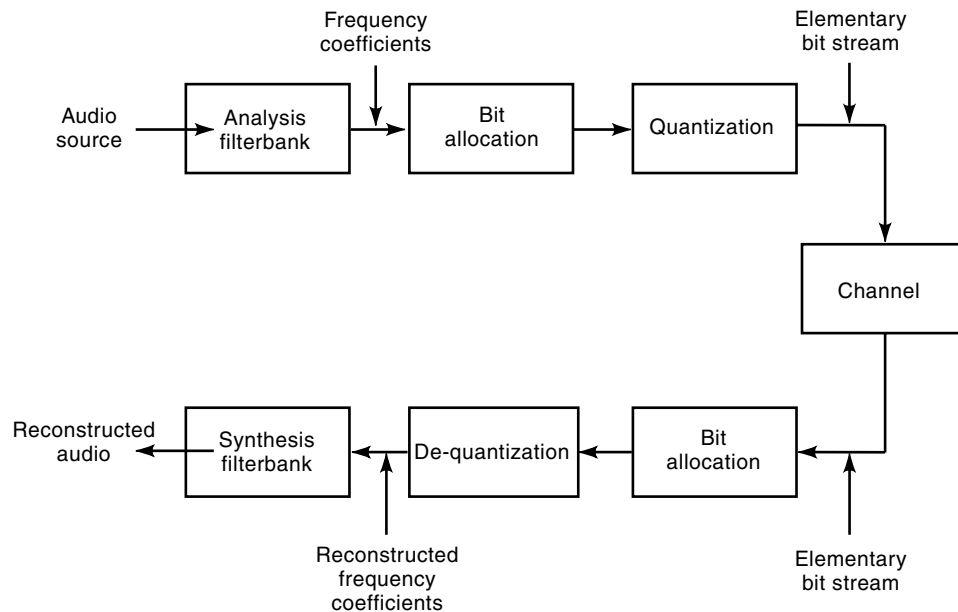 Frequency
coefficients
Elementary
bit stream
Audio
source
Analysis
filterbank
Bit
allocation
Quantization
Channel
Reconstructed
audio
Synthesis
filterbank
De-quantization
Bit
allocation
Reconstructed
frequency
coefficients
Elementary
bit stream